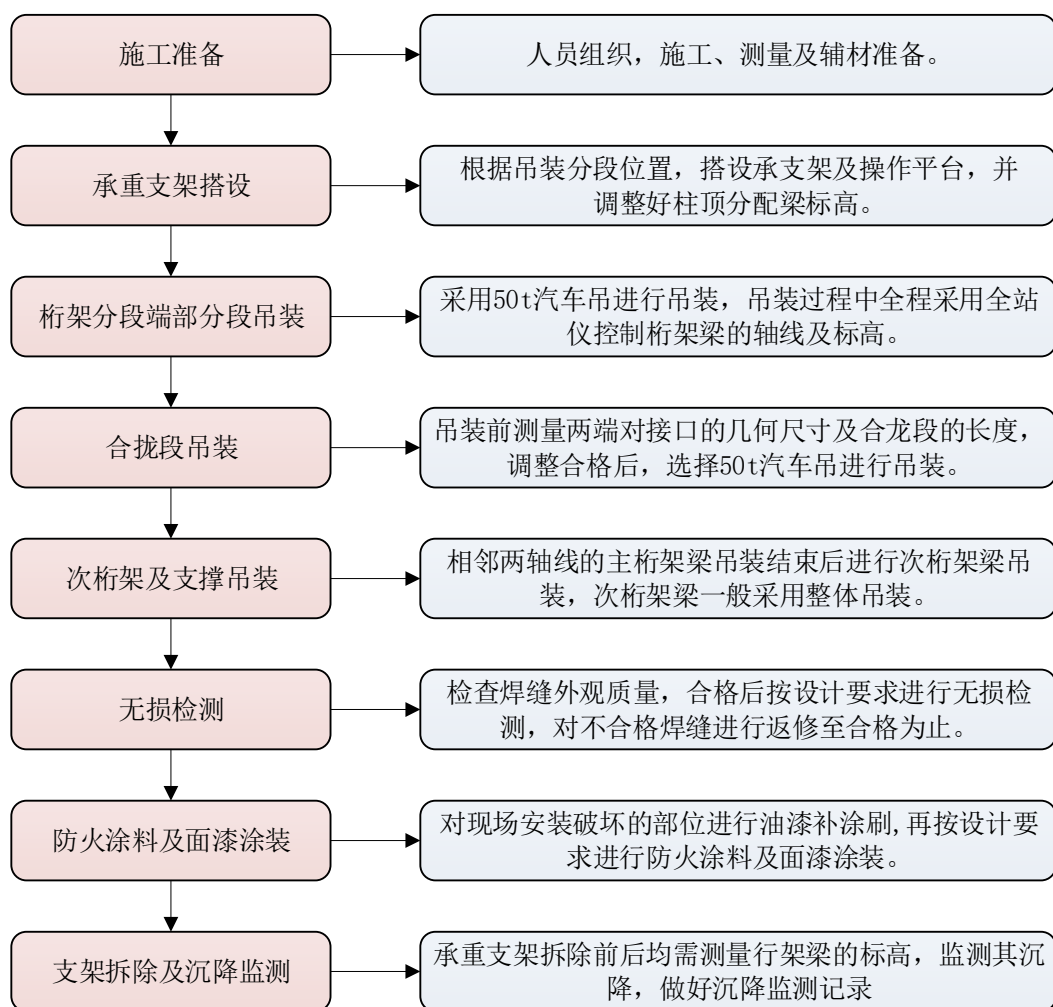 施工准备
人员组织，施工、测量及辅材准备。
承重支架搭设
根据吊装分段位置，搭设承支架及操作平台，并
调整好柱顶分配梁标高。
桁架分段端部分段吊装
采用50t汽车吊进行吊装，吊装过程中全程采用全站
仪控制桁架梁的轴线及标高。
合拢段吊装
吊装前测量两端对接口的几何尺寸及合龙段的长度，
调整合格后，选择50t汽车吊进行吊装。
次桁架及支撑吊装
相邻两轴线的主桁架梁吊装结束后进行次桁架梁吊
装，次桁架梁一般采用整体吊装。
无损检测
检查焊缝外观质量，合格后按设计要求进行无损检
测，对不合格焊缝进行返修至合格为止。
防火涂料及面漆涂装
对现场安装破坏的部位进行油漆补涂刷,再按设计要
求进行防火涂料及面漆涂装。
支架拆除及沉降监测
承重支架拆除前后均需测量行架梁的标高，监测其沉
降，做好沉降监测记录